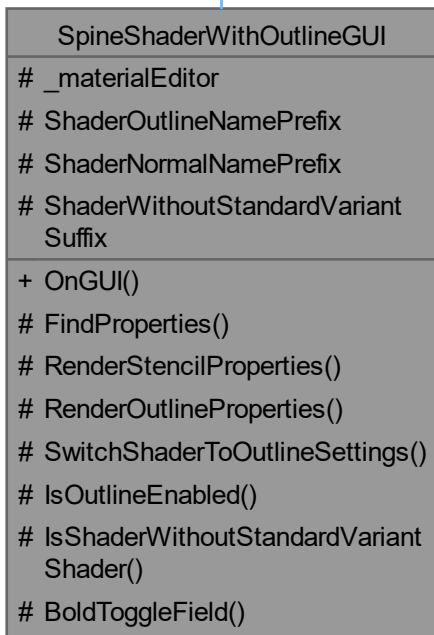 SpineShaderWithOutlineGUI
# _materialEditor
# ShaderOutlineNamePrefix
# ShaderNormalNamePrefix
# ShaderWithoutStandardVariant
Suffix
+ OnGUI()
# FindProperties()
# RenderStencilProperties()
# RenderOutlineProperties()
# SwitchShaderToOutlineSettings()
# IsOutlineEnabled()
# IsShaderWithoutStandardVariant
Shader()
# BoldToggleField()